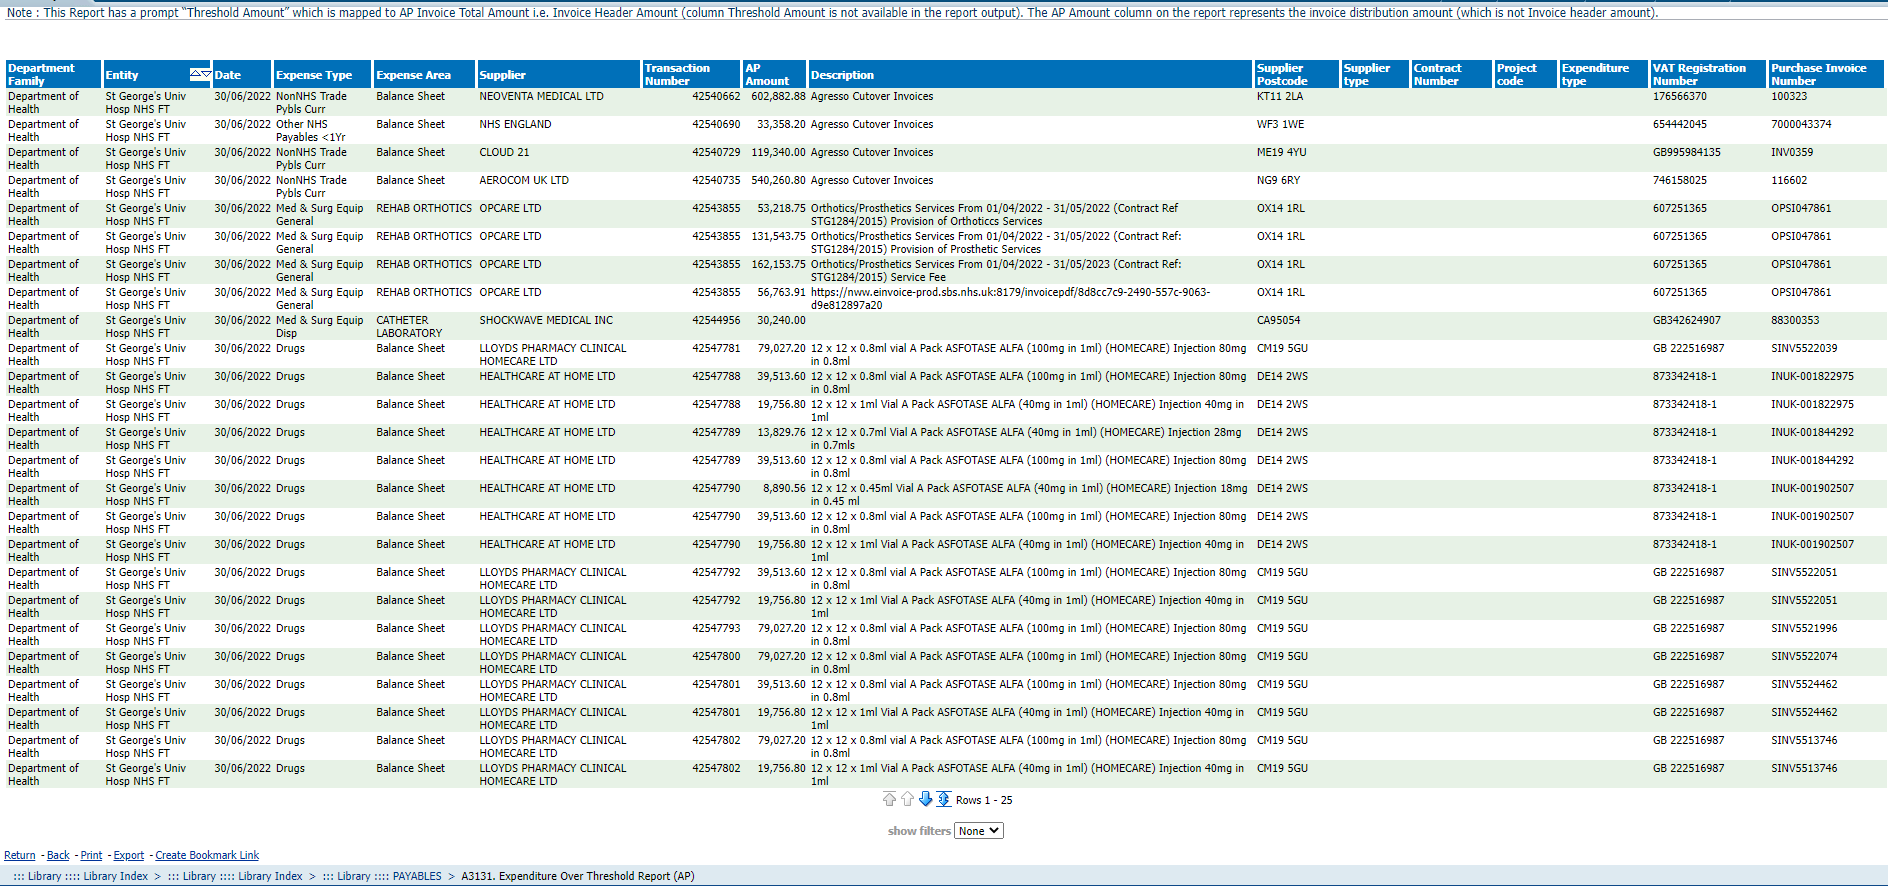 Note : This Report has a prompt “Threshold Amount” which is mapped to AP Invoice Total Amount i.e. Invoice Header Amount (column Threshold Amount is not available in the report output). The AP Amount column on the report represents the invoice distribution amount (which is not Invoice header amount).
Department Family Entity Date Expense Type Expense Area Supplier Transaction Number AP Amount Description Supplier Postcode Supplier type Contract Number Project code Expenditure type VAT Registration Number Purchase Invoice Number
Department of Health St George's Univ Hosp NHS FT 30/06/2022 NonNHS Trade Pybls Curr Balance Sheet NEOVENTA MEDICAL LTD 42540662 602,882.88 Agresso Cutover Invoices KT11 2LA 176566370 100323
Department of Health St George's Univ Hosp NHS FT 30/06/2022 Other NHS Payables <1Yr Balance Sheet NHS ENGLAND 42540690 33,358.20 Agresso Cutover Invoices WF3 1WE 654442045 7000043374
Department of Health St George's Univ Hosp NHS FT 30/06/2022 NonNHS Trade Pybls Curr Balance Sheet CLOUD 21 42540729 119,340.00 Agresso Cutover Invoices ME19 4YU GB995984135 INV0359
Department of Health St George's Univ Hosp NHS FT 30/06/2022 NonNHS Trade Pybls Curr Balance Sheet AEROCOM UK LTD 42540735 540,260.80 Agresso Cutover Invoices NG9 6RY 746158025 116602
Department of Health St George's Univ Hosp NHS FT 30/06/2022 Med & Surg Equip General REHAB ORTHOTICS OPCARE LTD 42543855 53,218.75 Orthotics/Prosthetics Services From 01/04/2022 - 31/05/2022 (Contract Ref STG1284/2015) Provision of Orthoticcs Services OX14 1RL 607251365 OPSI047861
Department of Health St George's Univ Hosp NHS FT 30/06/2022 Med & Surg Equip General REHAB ORTHOTICS OPCARE LTD 42543855 131,543.75 Orthotics/Prosthetics Services From 01/04/2022 - 31/05/2022 (Contract Ref: STG1284/2015) Provision of Prosthetic Services OX14 1RL 607251365 OPSI047861
Department of Health St George's Univ Hosp NHS FT 30/06/2022 Med & Surg Equip General REHAB ORTHOTICS OPCARE LTD 42543855 162,153.75 Orthotics/Prosthetics Services From 01/04/2022 - 31/05/2023 (Contract Ref: STG1284/2015) Service Fee OX14 1RL 607251365 OPSI047861
Department of Health St George's Univ Hosp NHS FT 30/06/2022 Med & Surg Equip General REHAB ORTHOTICS OPCARE LTD 42543855 56,763.91 https://nww.einvoice-prod.sbs.nhs.uk:8179/invoicepdf/8d8cc7c9-2490-557c-9063-d9e812897a20 OX14 1RL 607251365 OPSI047861
Department of Health St George's Univ Hosp NHS FT 30/06/2022 Med & Surg Equip Disp CATHETER LABORATORY SHOCKWAVE MEDICAL INC 42544956 30,240.00 CA95054 GB342624907 88300353
Department of Health St George's Univ Hosp NHS FT 30/06/2022 Drugs Balance Sheet LLOYDS PHARMACY CLINICAL HOMECARE LTD 42547781 79,027.20 12 x 12 x 0.8ml vial A Pack ASFOTASE ALFA (100mg in 1ml) (HOMECARE) Injection 80mg in 0.8ml CM19 5GU GB 222516987 SINV5522039
Department of Health St George's Univ Hosp NHS FT 30/06/2022 Drugs Balance Sheet HEALTHCARE AT HOME LTD 42547788 39,513.60 12 x 12 x 0.8ml vial A Pack ASFOTASE ALFA (100mg in 1ml) (HOMECARE) Injection 80mg in 0.8ml DE14 2WS 873342418-1 INUK-001822975
Department of Health St George's Univ Hosp NHS FT 30/06/2022 Drugs Balance Sheet HEALTHCARE AT HOME LTD 42547788 19,756.80 12 x 12 x 1ml Vial A Pack ASFOTASE ALFA (40mg in 1ml) (HOMECARE) Injection 40mg in 1ml DE14 2WS 873342418-1 INUK-001822975
Department of Health St George's Univ Hosp NHS FT 30/06/2022 Drugs Balance Sheet HEALTHCARE AT HOME LTD 42547789 13,829.76 12 x 12 x 0.7ml Vial A Pack ASFOTASE ALFA (40mg in 1ml) (HOMECARE) Injection 28mg in 0.7mls DE14 2WS 873342418-1 INUK-001844292
Department of Health St George's Univ Hosp NHS FT 30/06/2022 Drugs Balance Sheet HEALTHCARE AT HOME LTD 42547789 39,513.60 12 x 12 x 0.8ml vial A Pack ASFOTASE ALFA (100mg in 1ml) (HOMECARE) Injection 80mg in 0.8ml DE14 2WS 873342418-1 INUK-001844292
Department of Health St George's Univ Hosp NHS FT 30/06/2022 Drugs Balance Sheet HEALTHCARE AT HOME LTD 42547790 8,890.56 12 x 12 x 0.45ml Vial A Pack ASFOTASE ALFA (40mg in 1ml) (HOMECARE) Injection 18mg in 0.45 ml DE14 2WS 873342418-1 INUK-001902507
Department of Health St George's Univ Hosp NHS FT 30/06/2022 Drugs Balance Sheet HEALTHCARE AT HOME LTD 42547790 39,513.60 12 x 12 x 0.8ml vial A Pack ASFOTASE ALFA (100mg in 1ml) (HOMECARE) Injection 80mg in 0.8ml DE14 2WS 873342418-1 INUK-001902507
Department of Health St George's Univ Hosp NHS FT 30/06/2022 Drugs Balance Sheet HEALTHCARE AT HOME LTD 42547790 19,756.80 12 x 12 x 1ml Vial A Pack ASFOTASE ALFA (40mg in 1ml) (HOMECARE) Injection 40mg in 1ml DE14 2WS 873342418-1 INUK-001902507
Department of Health St George's Univ Hosp NHS FT 30/06/2022 Drugs Balance Sheet LLOYDS PHARMACY CLINICAL HOMECARE LTD 42547792 39,513.60 12 x 12 x 0.8ml vial A Pack ASFOTASE ALFA (100mg in 1ml) (HOMECARE) Injection 80mg in 0.8ml CM19 5GU GB 222516987 SINV5522051
Department of Health St George's Univ Hosp NHS FT 30/06/2022 Drugs Balance Sheet LLOYDS PHARMACY CLINICAL HOMECARE LTD 42547792 19,756.80 12 x 12 x 1ml Vial A Pack ASFOTASE ALFA (40mg in 1ml) (HOMECARE) Injection 40mg in 1ml CM19 5GU GB 222516987 SINV5522051
Department of Health St George's Univ Hosp NHS FT 30/06/2022 Drugs Balance Sheet LLOYDS PHARMACY CLINICAL HOMECARE LTD 42547793 79,027.20 12 x 12 x 0.8ml vial A Pack ASFOTASE ALFA (100mg in 1ml) (HOMECARE) Injection 80mg in 0.8ml CM19 5GU GB 222516987 SINV5521996
Department of Health St George's Univ Hosp NHS FT 30/06/2022 Drugs Balance Sheet LLOYDS PHARMACY CLINICAL HOMECARE LTD 42547800 79,027.20 12 x 12 x 0.8ml vial A Pack ASFOTASE ALFA (100mg in 1ml) (HOMECARE) Injection 80mg in 0.8ml CM19 5GU GB 222516987 SINV5522074
Department of Health St George's Univ Hosp NHS FT 30/06/2022 Drugs Balance Sheet LLOYDS PHARMACY CLINICAL HOMECARE LTD 42547801 39,513.60 12 x 12 x 0.8ml vial A Pack ASFOTASE ALFA (100mg in 1ml) (HOMECARE) Injection 80mg in 0.8ml CM19 5GU GB 222516987 SINV5524462
Department of Health St George's Univ Hosp NHS FT 30/06/2022 Drugs Balance Sheet LLOYDS PHARMACY CLINICAL HOMECARE LTD 42547801 19,756.80 12 x 12 x 1ml Vial A Pack ASFOTASE ALFA (40mg in 1ml) (HOMECARE) Injection 40mg in 1ml CM19 5GU GB 222516987 SINV5524462
Department of Health St George's Univ Hosp NHS FT 30/06/2022 Drugs Balance Sheet LLOYDS PHARMACY CLINICAL HOMECARE LTD 42547802 79,027.20 12 x 12 x 0.8ml vial A Pack ASFOTASE ALFA (100mg in 1ml) (HOMECARE) Injection 80mg in 0.8ml CM19 5GU GB 222516987 SINV5513746
Department of Health St George's Univ Hosp NHS FT 30/06/2022 Drugs Balance Sheet LLOYDS PHARMACY CLINICAL HOMECARE LTD 42547802 19,756.80 12 x 12 x 1ml Vial A Pack ASFOTASE ALFA (40mg in 1ml) (HOMECARE) Injection 40mg in 1ml CM19 5GU GB 222516987 SINV5513746
Rows 1 - 25
show filters None
Return - Back - Print - Export - Create Bookmark Link
::: Library :::: Library Index > ::: Library :::: Library Index > ::: Library :::: PAYABLES > A3131. Expenditure Over Threshold Report (AP)